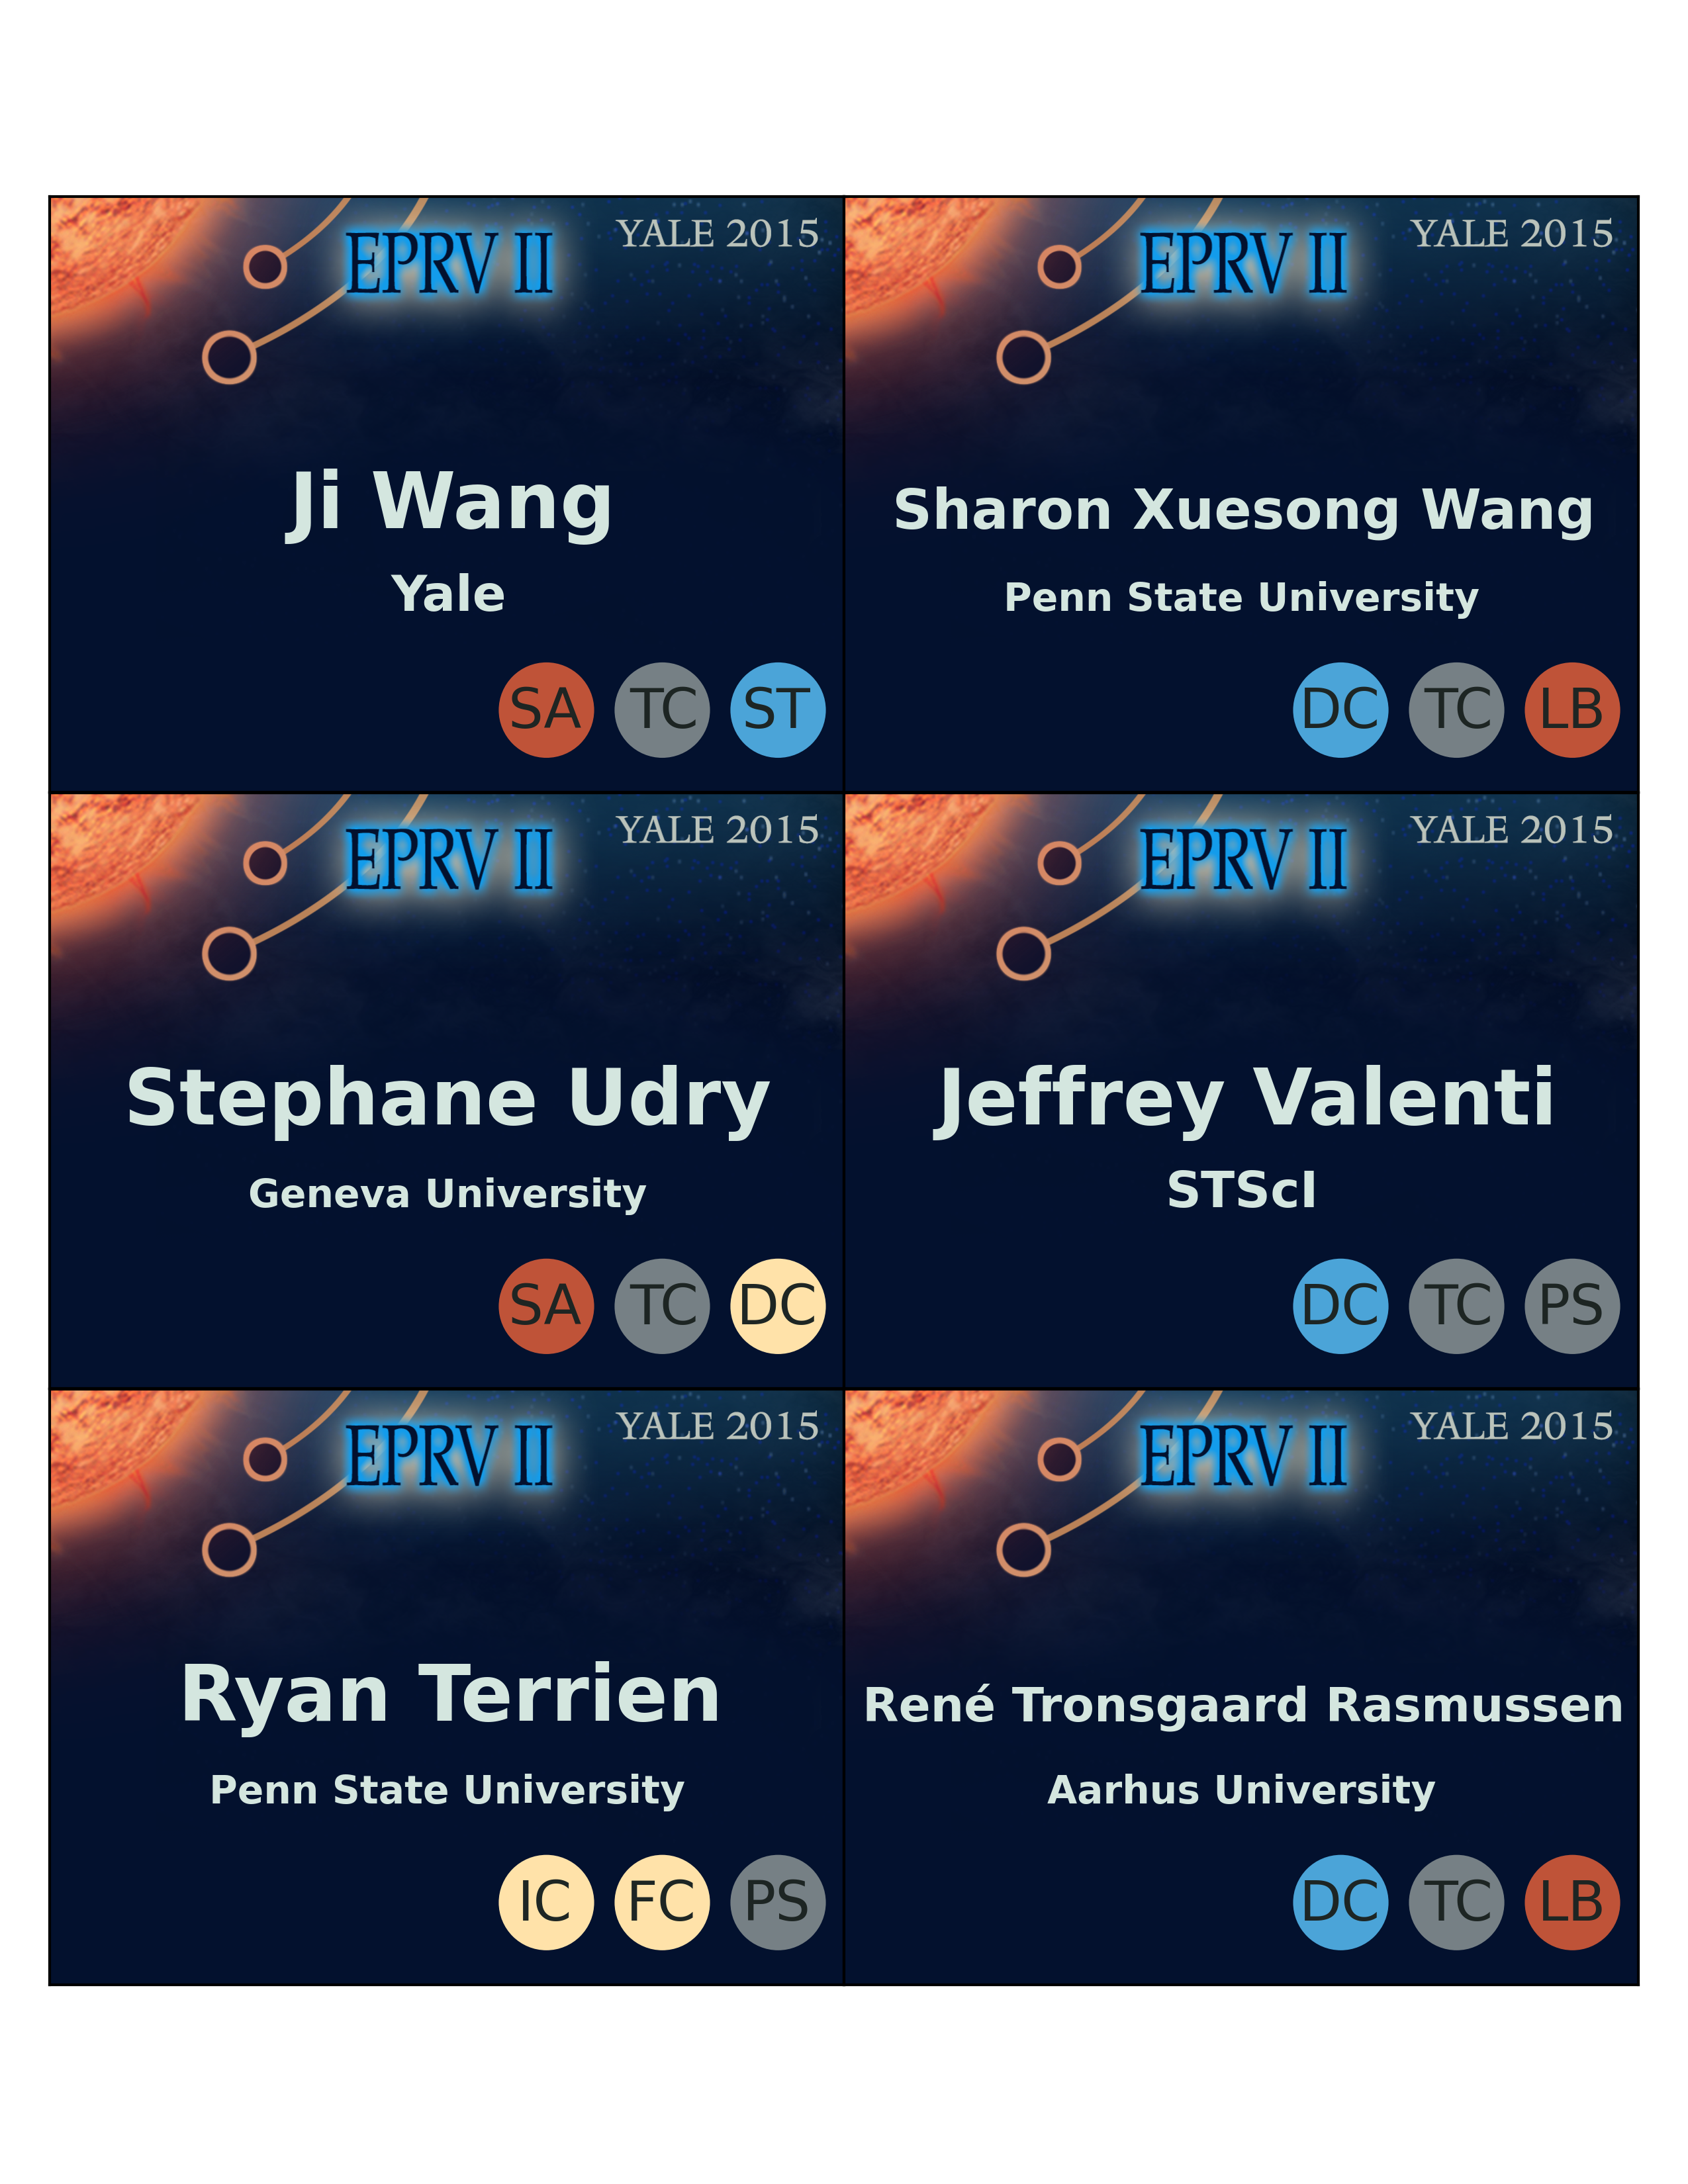 EPRV II YALE 2015
Ji Wang
Yale
SA TC ST
EPRV II YALE 2015
Sharon Xuesong Wang
Penn State University
DC TC LB
EPRV II YALE 2015
Stephane Udry
Geneva University
SA TC DC
EPRV II YALE 2015
Jeffrey Valenti
STScI
DC TC PS
EPRV II YALE 2015
Ryan Terrien
Penn State University
IC FC PS
EPRV II YALE 2015
René Tronsgaard Rasmussen
Aarhus University
DC TC LB